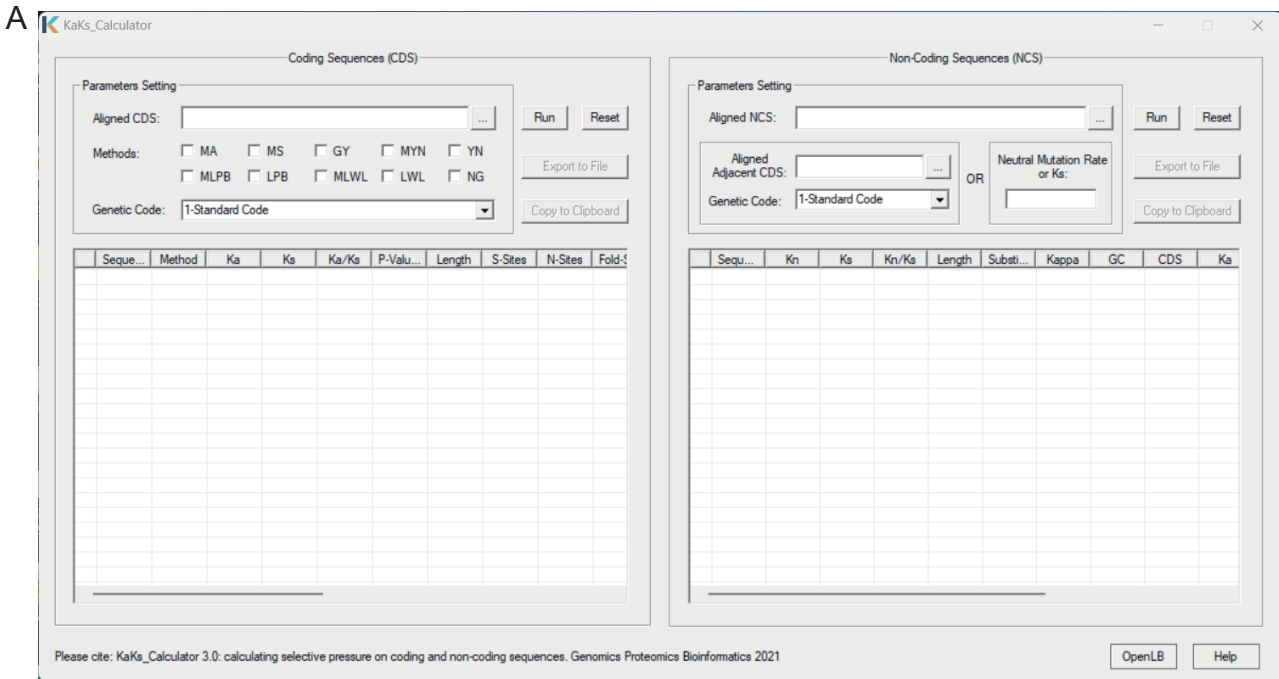 A
KaKs_Calculator
Coding Sequences (CDS)
Parameters Setting
Aligned CDS:
...
Run
Reset
Methods:
MA
MS
GY
MYN
YN
MLPB
LPB
MLWL
LWL
NG
Export to File
Genetic Code:
1-Standard Code
Copy to Clipboard
Seque... Method Ka Ks Ka/Ks P-Valu... Length S-Sites N-Sites Fold-S
Non-Coding Sequences (NCS)
Parameters Setting
Aligned NCS:
...
Run
Reset
Aligned
Adjacent CDS:
...
Genetic Code:
1-Standard Code
OR
Neutral Mutation Rate
or Ks:
Export to File
Copy to Clipboard
Sequ... Kn Ks Kn/Ks Length Substi... Kappa GC CDS Ka
Please cite: KaKs_Calculator 3.0: calculating selective pressure on coding and non-coding sequences. Genomics Proteomics Bioinformatics 2021
OpenLB
Help